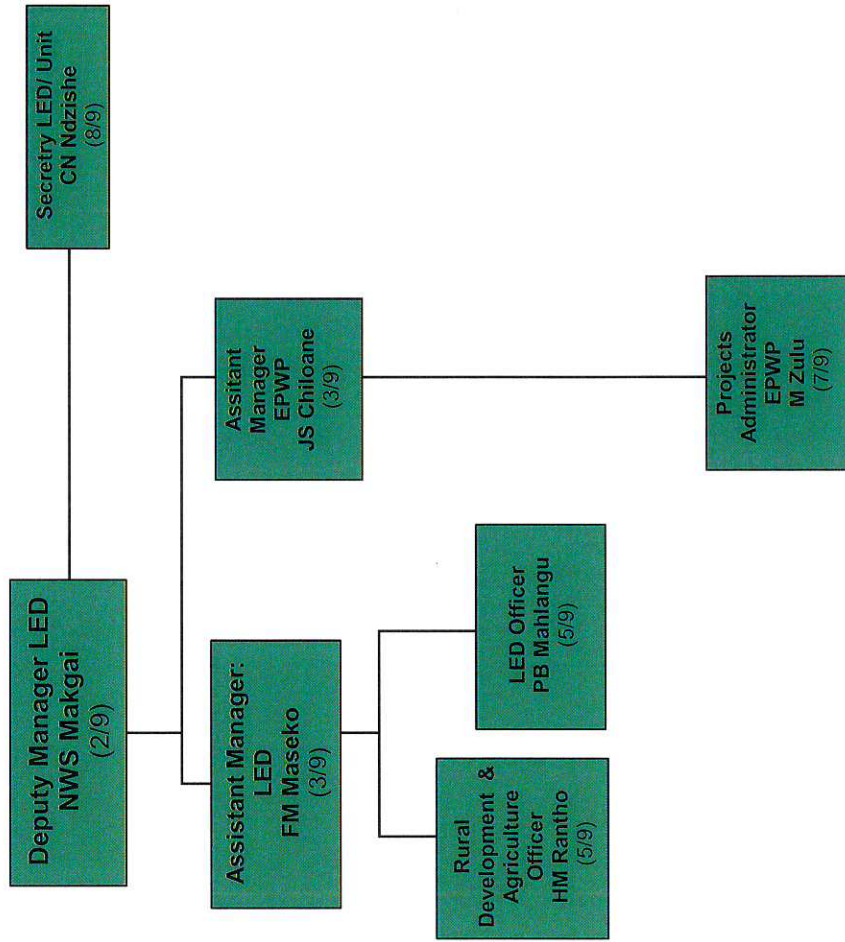 Deputy Manager LED
NWS Makgai
(2/9)
Secretry LED/ Unit
CN Ndzishe
(8/9)
Assistant Manager:
LED
FM Maseko
(3/9)
Assitant
Manager
EPWP
JS Chiloane
(3/9)
Rural
Development &
Agriculture
Officer
HM Rantho
(5/9)
LED Officer
PB Mahlangu
(5/9)
Projects
Administrator
EPWP
M Zulu
(7/9)